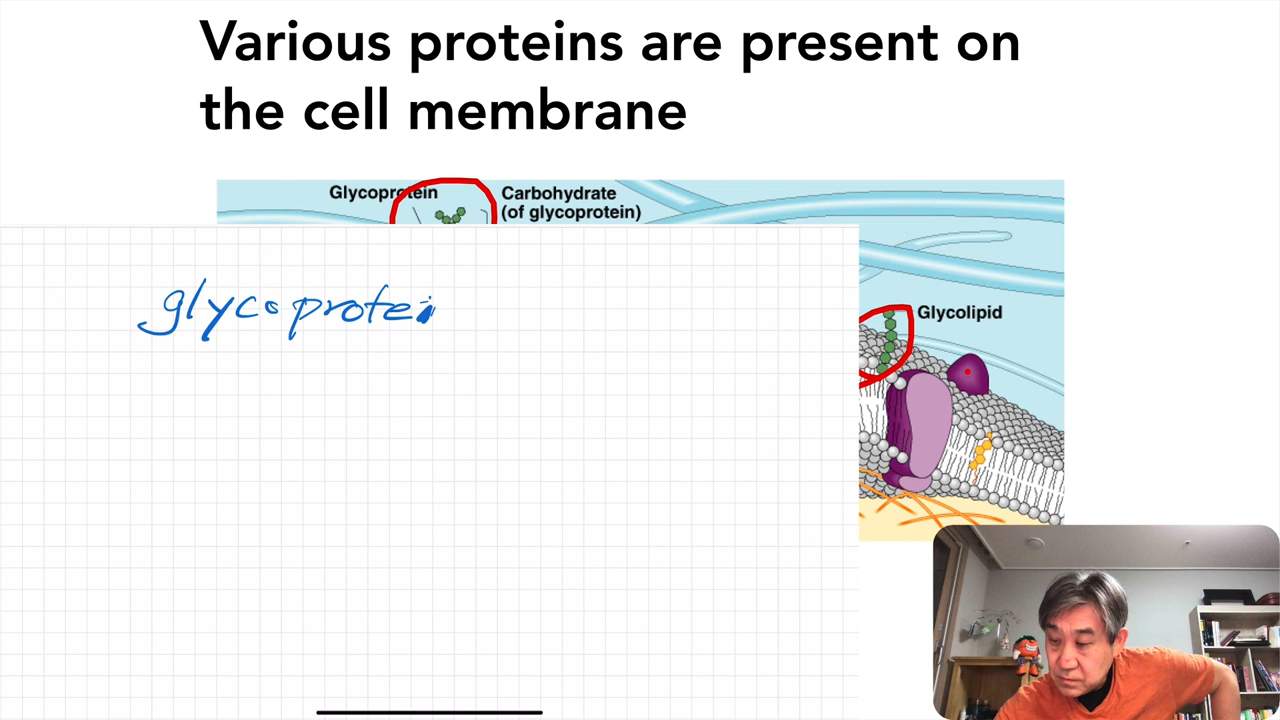 Various proteins are present on
the cell membrane
Glycoprotein
Carbohydrate
(of glycoprotein)
glycoprotei
Glycolipid